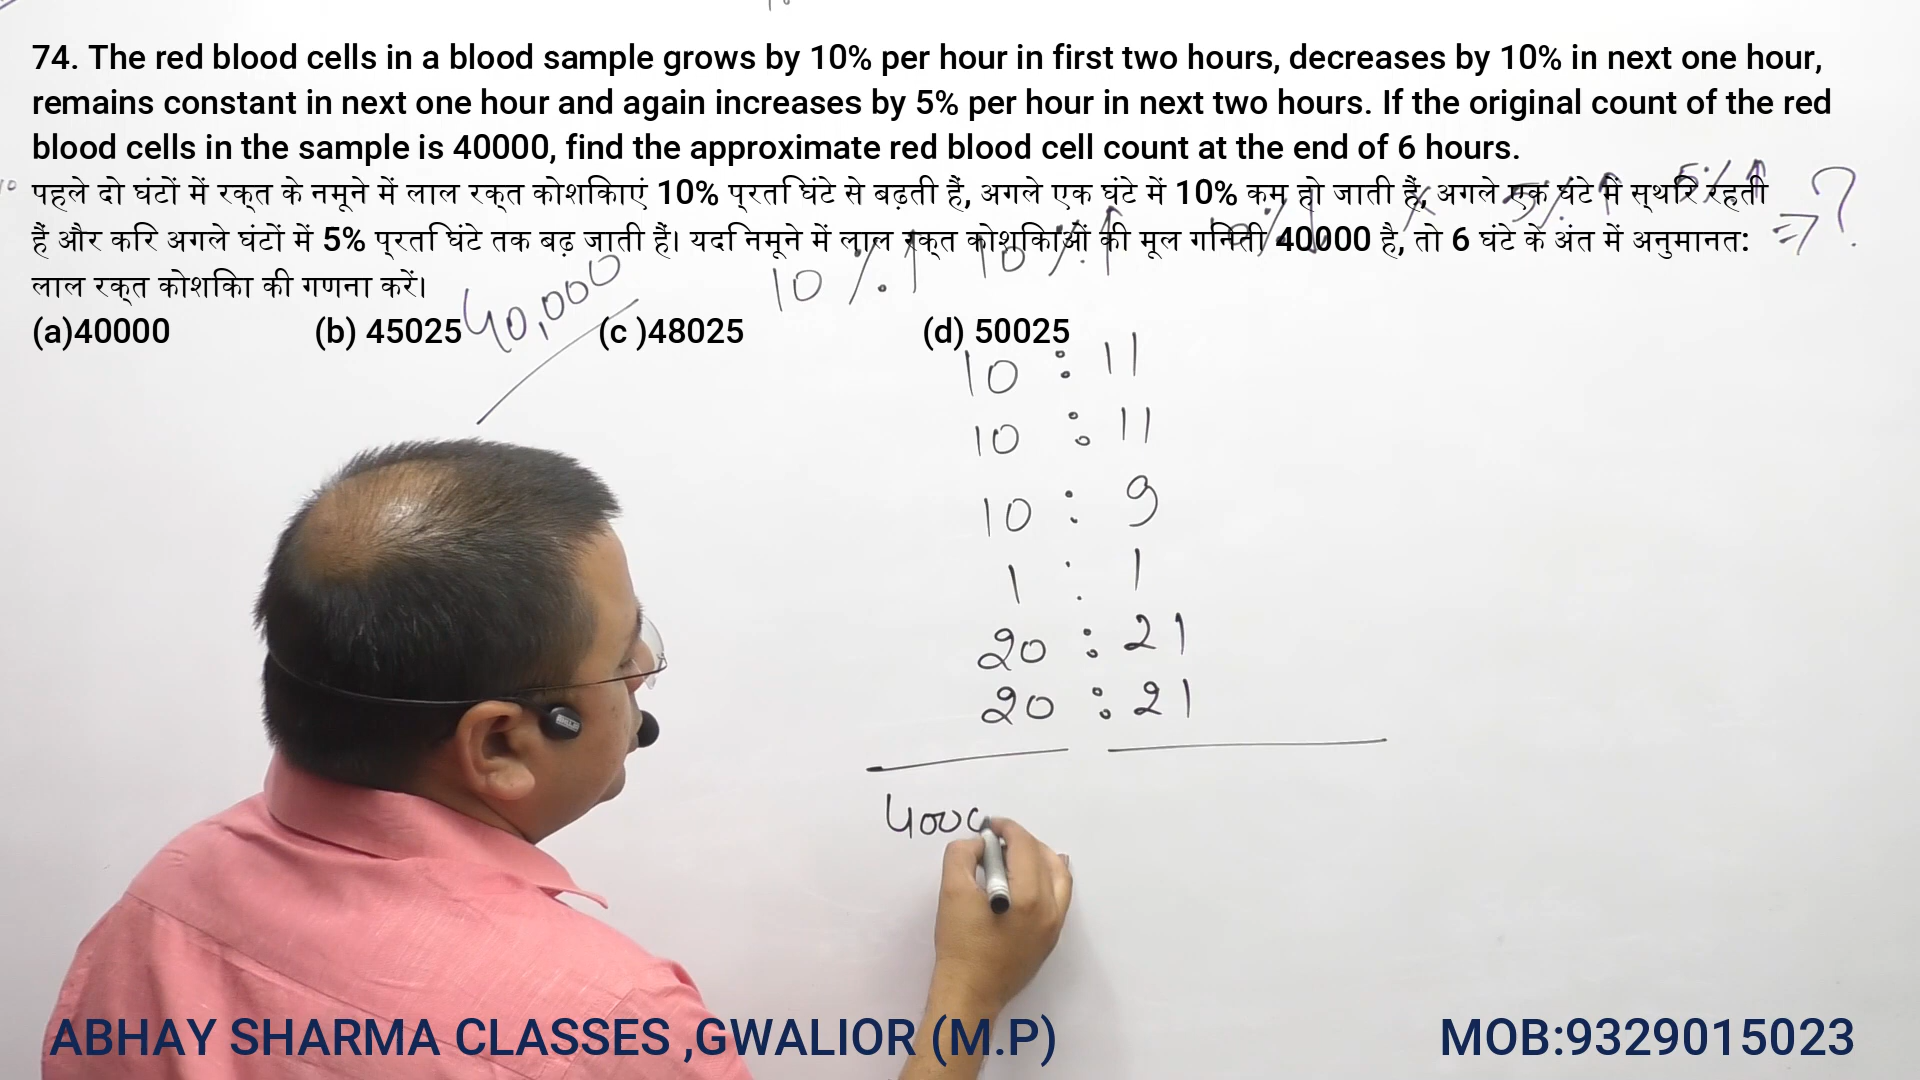 74. The red blood cells in a blood sample grows by 10% per hour in first two hours, decreases by 10% in next one hour,
remains constant in next one hour and again increases by 5% per hour in next two hours. If the original count of the red
blood cells in the sample is 40000, find the approximate red blood cell count at the end of 6 hours.
पहले दो घंटों में रक्त के नमूने में लाल रक्त कोशिकाएं 10% प्रति घंटे से बढ़ती हैं, अगले एक घंटे में 10% कम हो जाती हैं, अगले एक घंटे में स्थिर रहती
हैं और फिर अगले घंटों में 5% प्रति घंटे तक बढ़ जाती हैं। यदि नमूने में लाल रक्त कोशिकाओं की मूल गिनती 40000 है, तो 6 घंटे के अंत में अनुमानत:
लाल रक्त कोशिका की गणना करें।
(a)40000 (b) 45025 (c )48025 (d) 50025
40,000 10%↑ 10%↑ 10%↓ × 5%↑ 5%↑ ⇒ ?
10 : 11
10 : 11
10 : 9
1 : 1
20 : 21
20 : 21
4000
ABHAY SHARMA CLASSES ,GWALIOR (M.P) MOB:9329015023